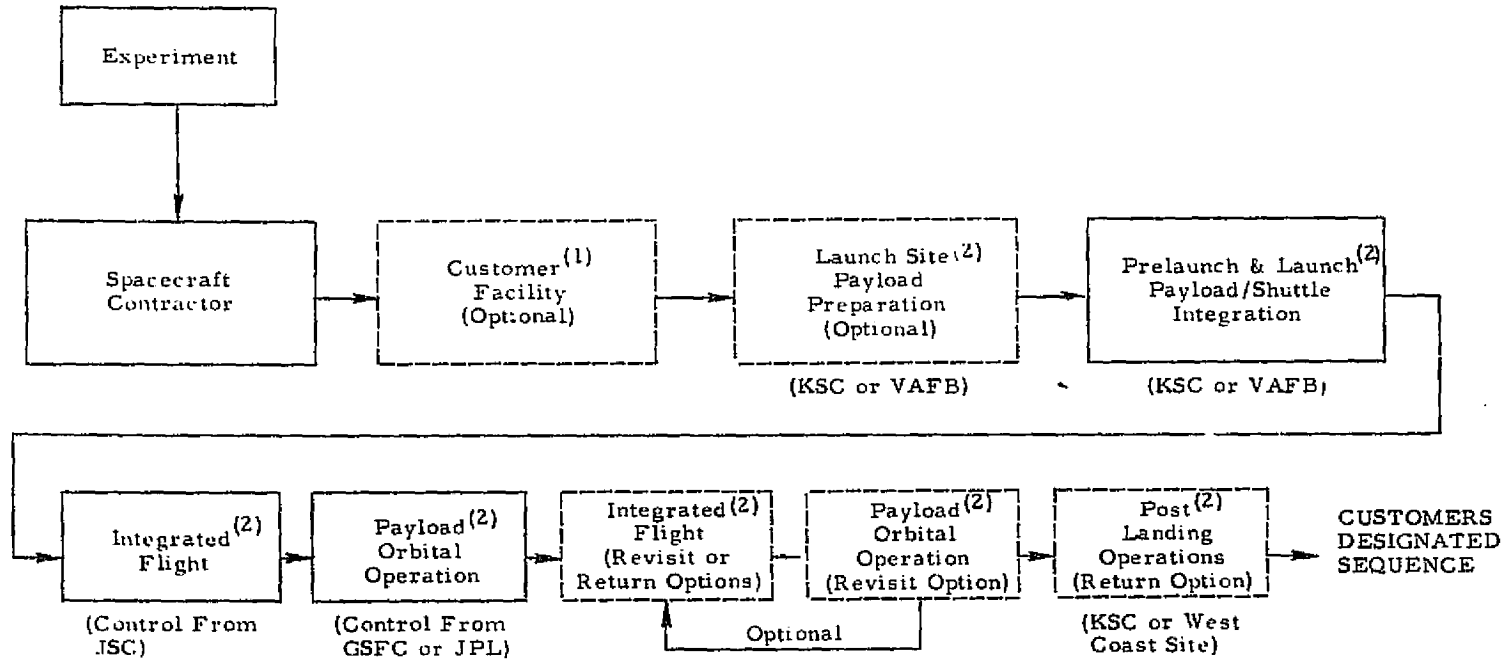 Experiment
Spacecraft
Contractor
Customer(1)
Facility
(Optional)
Launch Site(2)
Payload
Preparation
(Optional)
(KSC or VAFB)
Prelaunch & Launch(2)
Payload/Shuttle
Integration
(KSC or VAFB)
Integrated(2)
Flight
(Control From
JSC)
Payload(2)
Orbital
Operation
(Control From
GSFC or JPL)
Integrated(2)
Flight
(Revisit or
Return Options)
Payload(2)
Orbital
Operation
(Revisit Option)
Optional
Post(2)
Landing
Operations
(Return Option)
(KSC or West
Coast Site)
CUSTOMERS
DESIGNATED
SEQUENCE